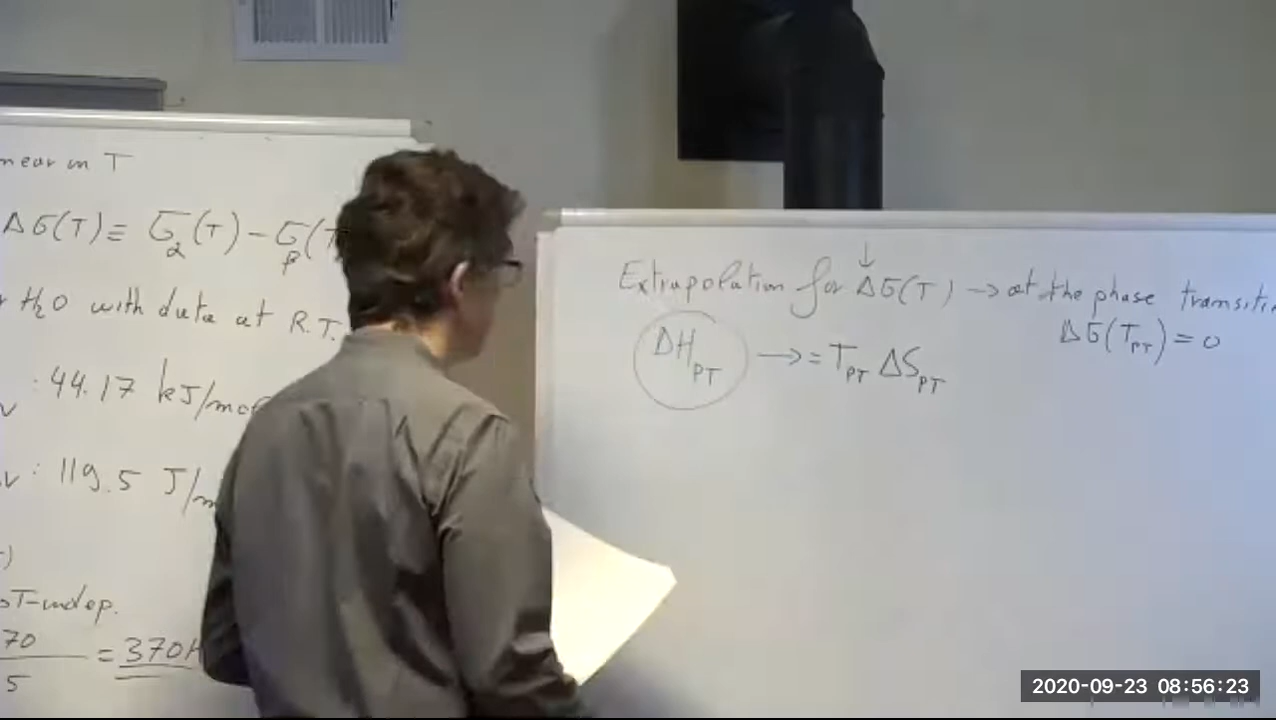 near in T
ΔG(T) ≡ G_α(T) - G_β(T
H₂O with data at R.T.
: 44.17 kJ/mol
v : 119.5 J/m
)
T-indep.
70
5
= 370K
Extrapolation for ΔG(T) → at the phase transiti
↓
ΔG(T_PT) = 0
ΔH_PT → = T_PT ΔS_PT
2020-09-23 08:56:23